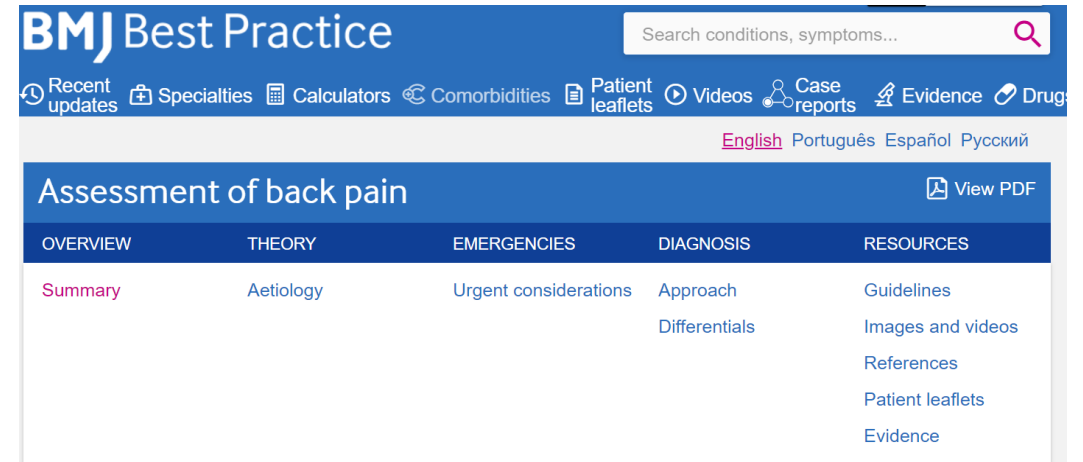 BMJ Best Practice
Search conditions, symptoms...
Recent updates Specialties Calculators Comorbidities Patient leaflets Videos Case reports Evidence Drugs
English Português Español Русский
Assessment of back pain View PDF
OVERVIEW THEORY EMERGENCIES DIAGNOSIS RESOURCES
Summary Aetiology Urgent considerations Approach Guidelines
Differentials Images and videos
References
Patient leaflets
Evidence